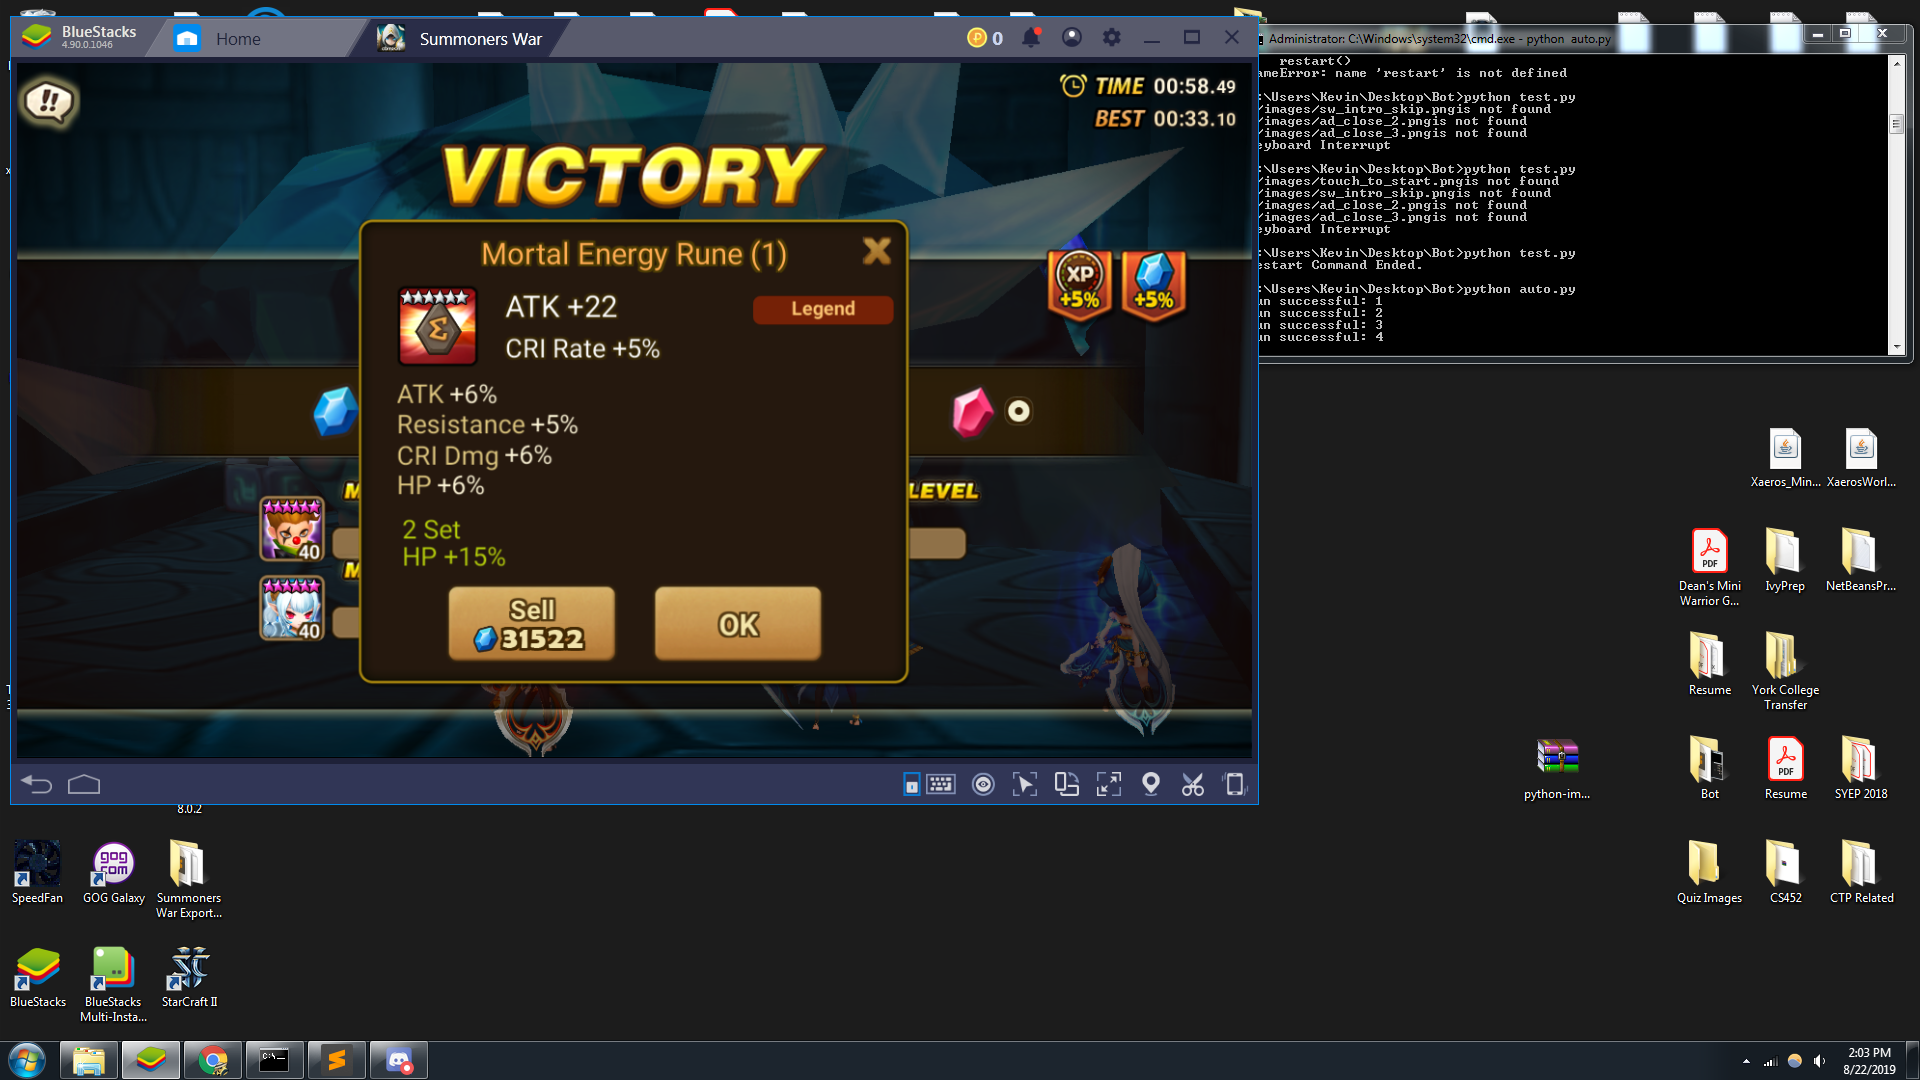 BlueStacks
4.90.0.1046
Home
Summoners War
0
TIME 00:58.49
BEST 00:33.10
VICTORY
Mortal Energy Rune (1)
ATK +22
Legend
CRI Rate +5%
ATK +6%
Resistance +5%
CRI Dmg +6%
HP +6%
2 Set
HP +15%
Sell
31522
OK
XP
+5%
+5%
LEVEL
40
40
Administrator: C:\Windows\system32\cmd.exe - python auto.py
restart()
ameError: name 'restart' is not defined
:\Users\Kevin\Desktop\Bot>python test.py
/images/sw_intro_skip.pngis not found
/images/ad_close_2.pngis not found
/images/ad_close_3.pngis not found
eyboard Interrupt
:\Users\Kevin\Desktop\Bot>python test.py
/images/touch_to_start.pngis not found
/images/sw_intro_skip.pngis not found
/images/ad_close_2.pngis not found
/images/ad_close_3.pngis not found
eyboard Interrupt
:\Users\Kevin\Desktop\Bot>python test.py
estart Command Ended.
:\Users\Kevin\Desktop\Bot>python auto.py
un successful: 1
un successful: 2
un successful: 3
un successful: 4
Xaeros_Min...
XaerosWorl...
Dean's Mini
Warrior G...
IvyPrep
NetBeansPr...
Resume
York College
Transfer
python-im...
Bot
Resume
SYEP 2018
Quiz Images
CS452
CTP Related
8.0.2
SpeedFan
GOG Galaxy
Summoners
War Export...
BlueStacks
BlueStacks
Multi-Insta...
StarCraft II
2:03 PM
8/22/2019